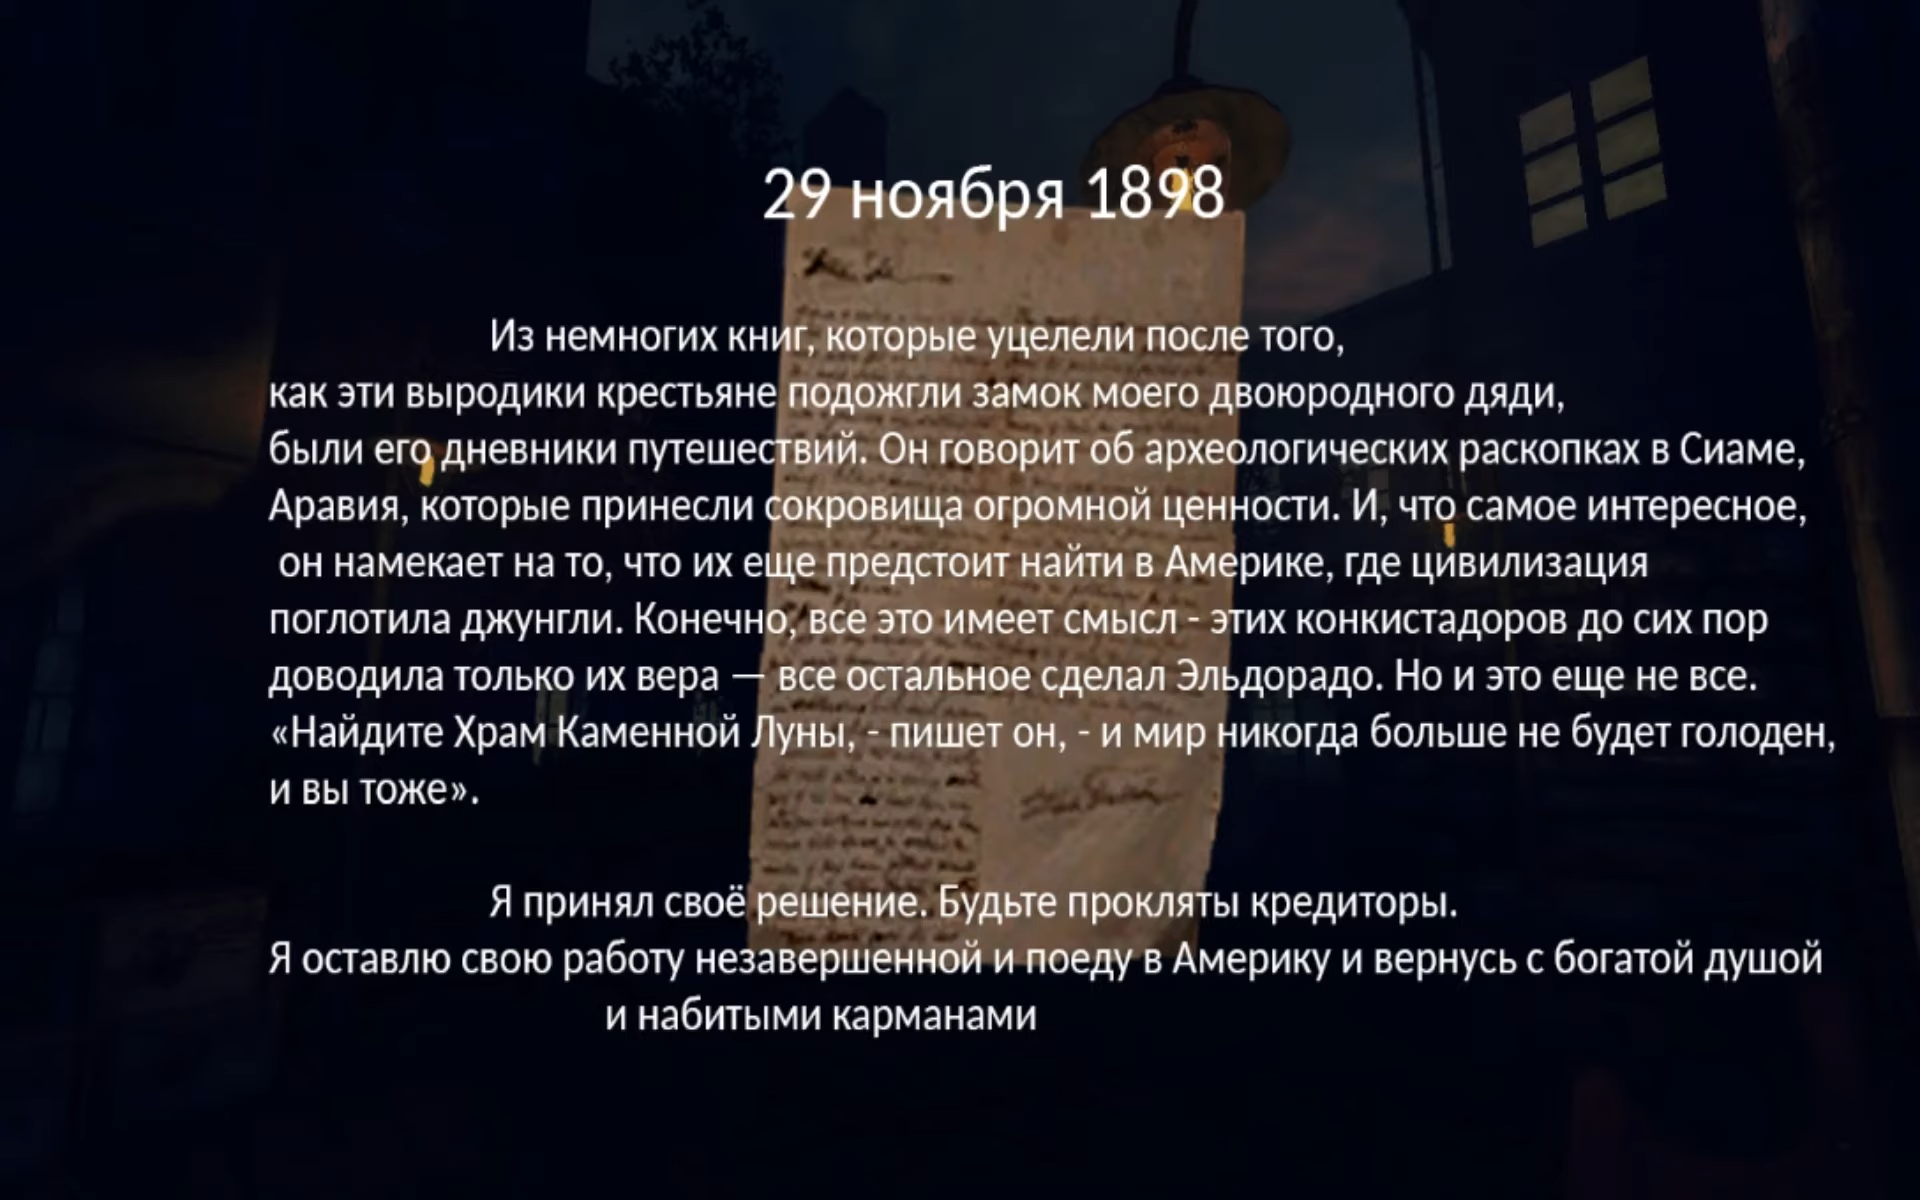 29 ноября 1898
Из немногих книг, которые уцелели после того,
как эти выродики крестьяне подожгли замок моего двоюродного дяди,
были его дневники путешествий. Он говорит об археологических раскопках в Сиаме,
Аравия, которые принесли сокровища огромной ценности. И, что самое интересное,
он намекает на то, что их еще предстоит найти в Америке, где цивилизация
поглотила джунгли. Конечно, все это имеет смысл - этих конкистадоров до сих пор
доводила только их вера — все остальное сделал Эльдорадо. Но и это еще не все.
«Найдите Храм Каменной Луны, - пишет он, - и мир никогда больше не будет голоден,
и вы тоже».
Я принял своё решение. Будьте прокляты кредиторы.
Я оставлю свою работу незавершенной и поеду в Америку и вернусь с богатой душой
и набитыми карманами